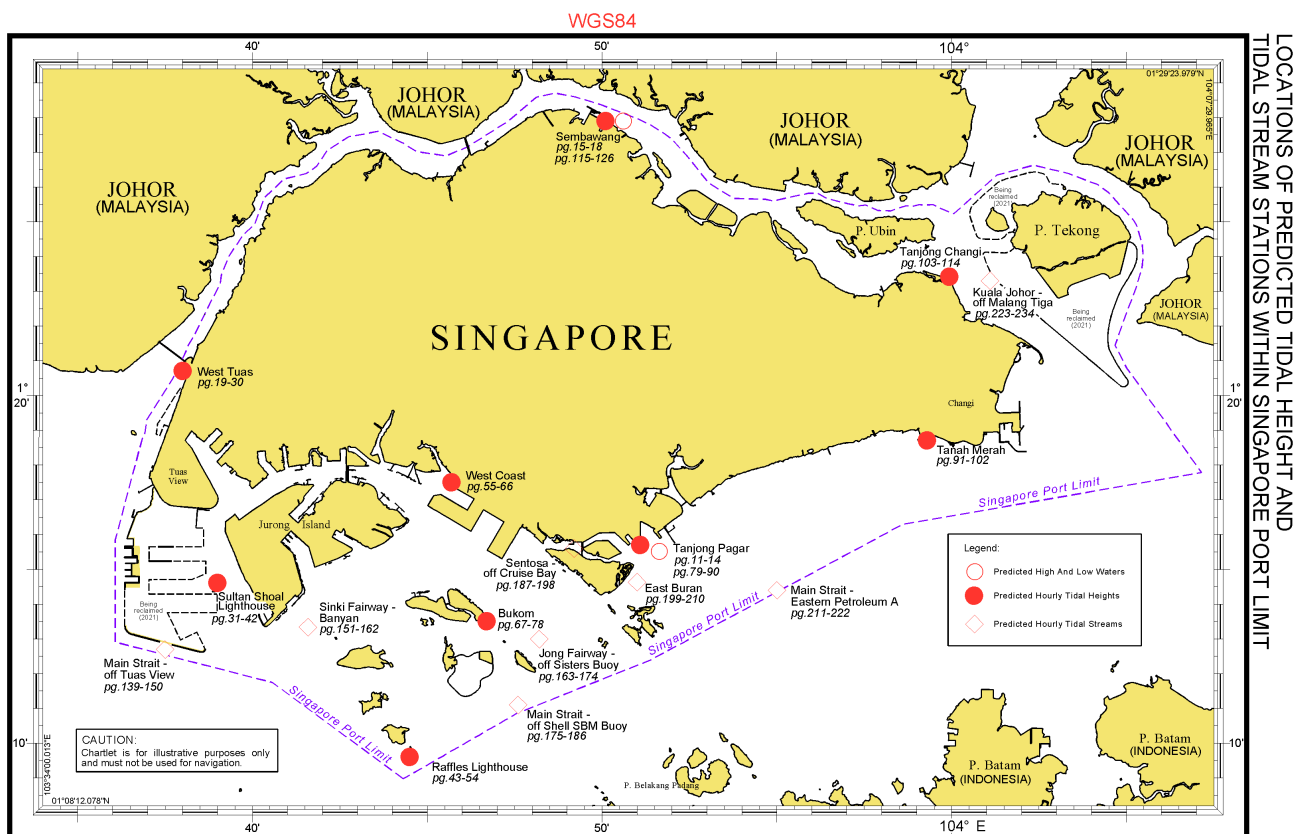 WGS84
LOCATIONS OF PREDICTED TIDAL HEIGHT AND
TIDAL STREAM STATIONS WITHIN SINGAPORE PORT LIMIT
40'
50'
104°
01°29'23.979"N
104°07'29.965"E
JOHOR
(MALAYSIA)
JOHOR
(MALAYSIA)
JOHOR
(MALAYSIA)
JOHOR
(MALAYSIA)
Sembawang
pg.15-18
pg.115-126
Being
reclaimed
(2021)
P. Ubin
P. Tekong
Tanjong Changi
pg.103-114
Kuala Johor -
off Malang Tiga
pg.223-234
Being
reclaimed
(2021)
JOHOR
(MALAYSIA)
SINGAPORE
West Tuas
pg.19-30
1°
20'
1°
20'
Changi
Tanah Merah
pg.91-102
Tuas
View
West Coast
pg.55-66
Singapore Port Limit
Jurong Island
Tanjong Pagar
pg.11-14
pg.79-90
Sentosa -
off Cruise Bay
pg.187-198
East Buran
pg.199-210
Main Strait -
Eastern Petroleum A
pg.211-222
Legend:
Predicted High And Low Waters
Predicted Hourly Tidal Heights
Predicted Hourly Tidal Streams
Being
reclaimed
(2021)
Sultan Shoal
Lighthouse
pg.31-42
Sinki Fairway -
Banyan
pg.151-162
Bukom
pg.67-78
Singapore Port Limit
Jong Fairway -
off Sisters Buoy
pg.163-174
Main Strait -
off Tuas View
pg.139-150
Singapore Port Limit
Main Strait -
off Shell SBM Buoy
pg.175-186
Raffles Lighthouse
pg.43-54
CAUTION:
Chartlet is for illustrative purposes only
and must not be used for navigation.
10'
10'
P. Batam
(INDONESIA)
P. Batam
(INDONESIA)
P. Belakang Padang
103°34'00.013"E
01°08'12.078"N
40'
50'
104° E